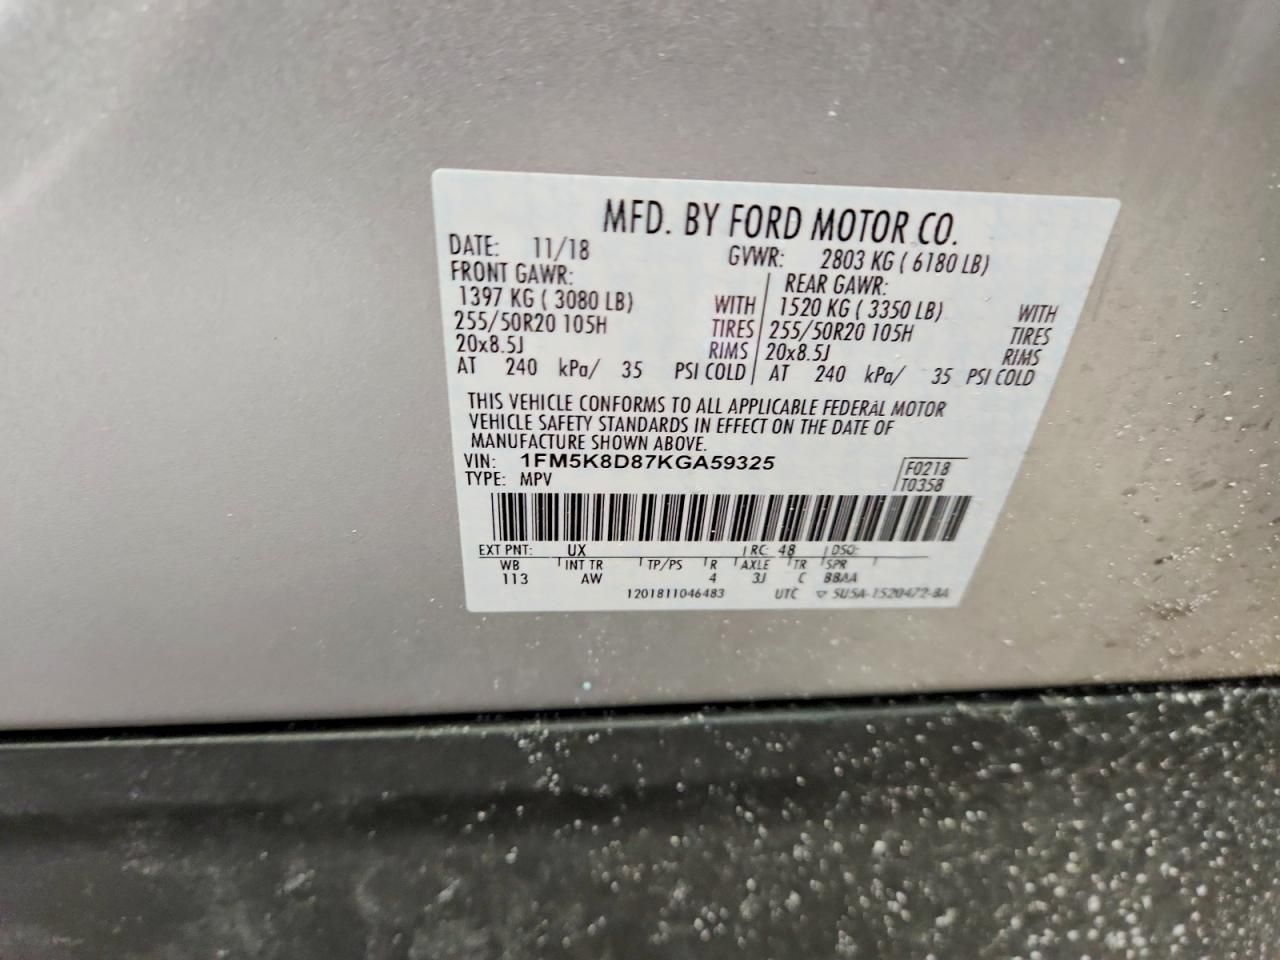 MFD. BY FORD MOTOR CO.
DATE: 11/18 GVWR: 2803 KG ( 6180 LB)
FRONT GAWR: REAR GAWR:
1397 KG ( 3080 LB) WITH 1520 KG ( 3350 LB) WITH
255/50R20 105H TIRES 255/50R20 105H TIRES
20x8.5J RIMS 20x8.5J RIMS
AT 240 kPa/ 35 PSI COLD AT 240 kPa/ 35 PSI COLD
THIS VEHICLE CONFORMS TO ALL APPLICABLE FEDERAL MOTOR
VEHICLE SAFETY STANDARDS IN EFFECT ON THE DATE OF
MANUFACTURE SHOWN ABOVE.
VIN: 1FM5K8D87KGA59325 F0218
TYPE: MPV T0358
EXT PNT: UX RC: 48 DSO:
WB INT TR TP/PS R AXLE TR SPR
113 AW 4 3J C BBAA
1201811046483 UTC ▽ 5U5A-1520472-BA